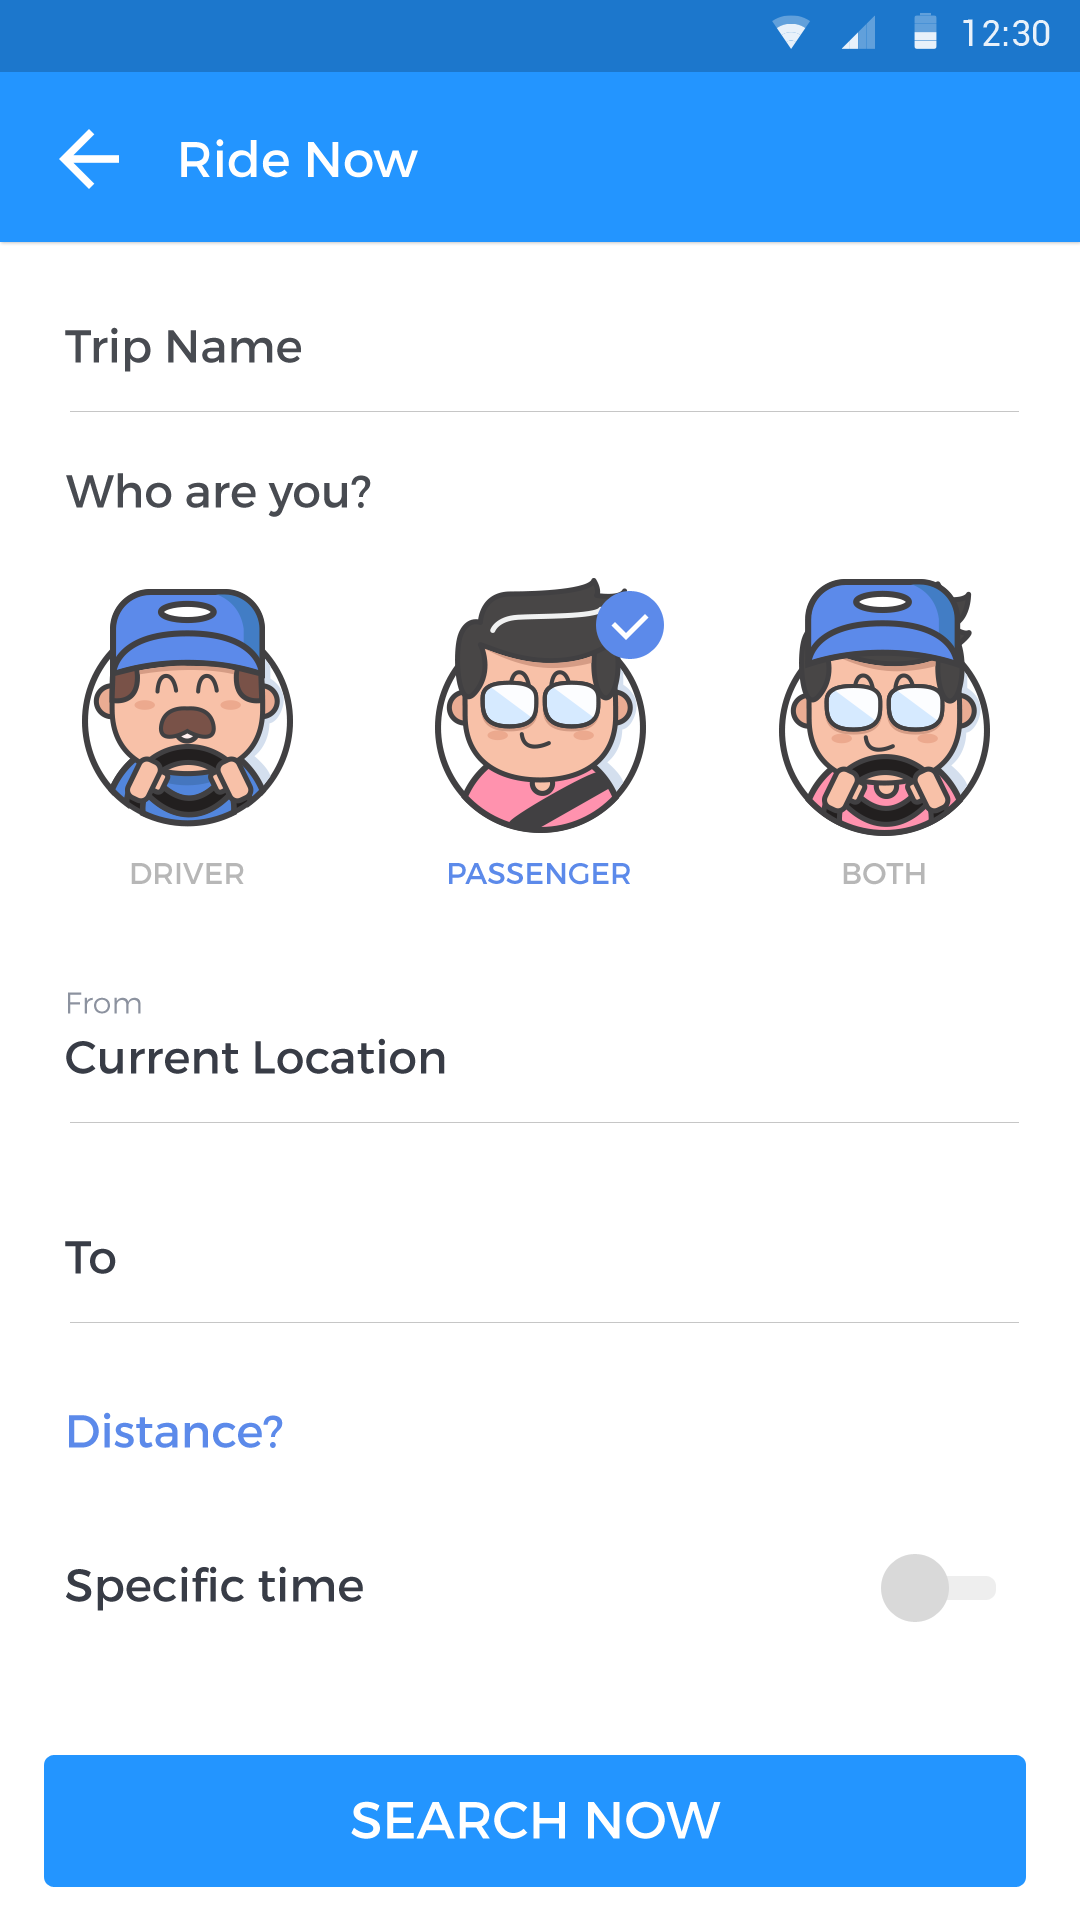 12:30
Ride Now
Trip Name
Who are you?
DRIVER PASSENGER BOTH
From
Current Location
To
Distance?
Specific time
SEARCH NOW